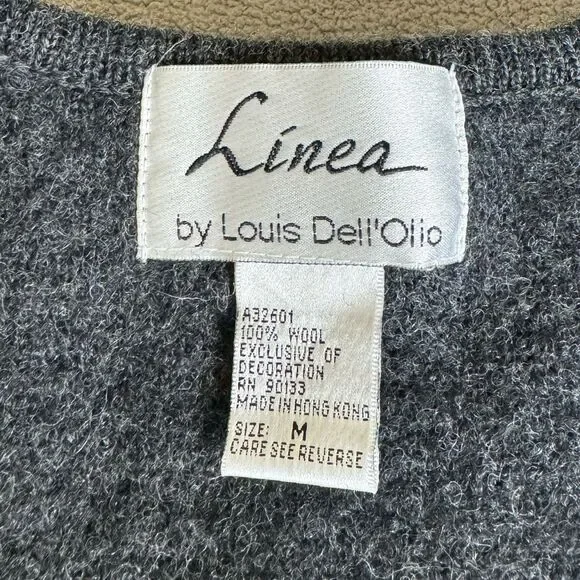 Línea
by Louis Dell'Olio
A32601
100% WOOL
EXCLUSIVE OF
DECORATION
RN 90133
MADE IN HONG KONG
SIZE: M
CARE SEE REVERSE